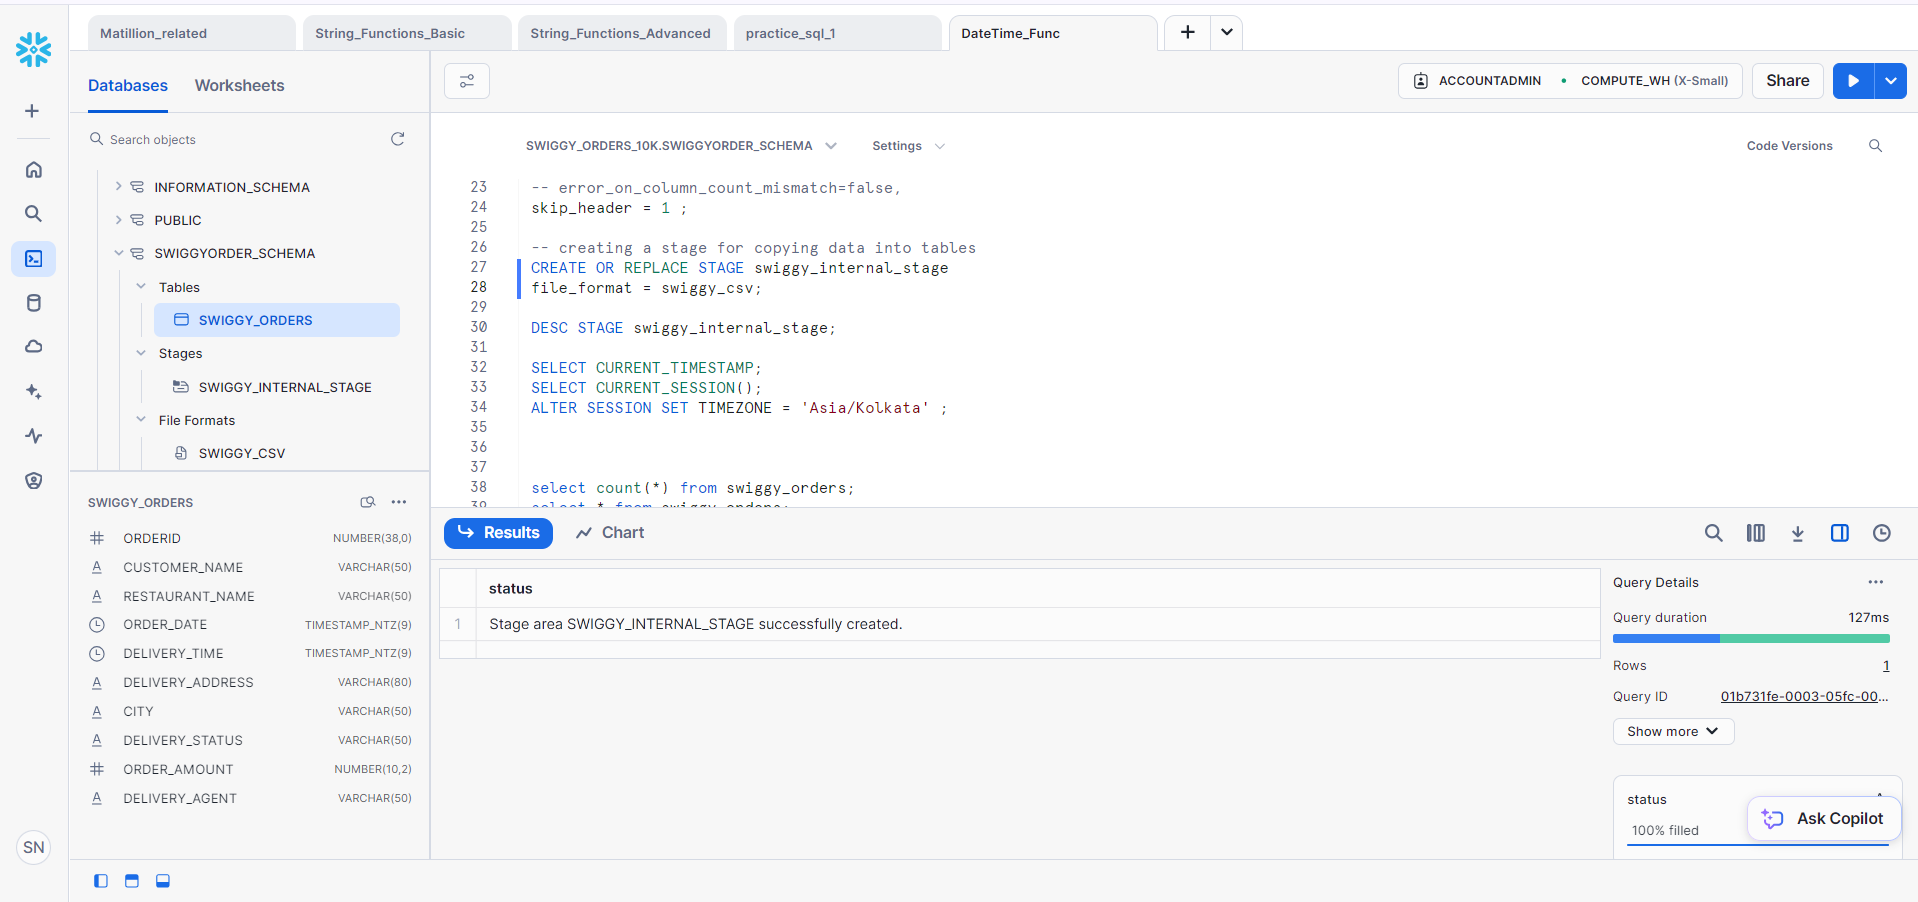 Matillion_related
String_Functions_Basic
String_Functions_Advanced
practice_sql_1
DateTime_Func
Databases
Worksheets
ACCOUNTADMIN
COMPUTE_WH (X-Small)
Share
Search objects
INFORMATION_SCHEMA
PUBLIC
SWIGGYORDER_SCHEMA
Tables
SWIGGY_ORDERS
Stages
SWIGGY_INTERNAL_STAGE
File Formats
SWIGGY_CSV
SWIGGY_ORDERS
ORDERID NUMBER(38,0)
CUSTOMER_NAME VARCHAR(50)
RESTAURANT_NAME VARCHAR(50)
ORDER_DATE TIMESTAMP_NTZ(9)
DELIVERY_TIME TIMESTAMP_NTZ(9)
DELIVERY_ADDRESS VARCHAR(80)
CITY VARCHAR(50)
DELIVERY_STATUS VARCHAR(50)
ORDER_AMOUNT NUMBER(10,2)
DELIVERY_AGENT VARCHAR(50)
SN
SWIGGY_ORDERS_10K.SWIGGYORDER_SCHEMA
Settings
Code Versions
23 -- error_on_column_count_mismatch=false,
24 skip_header = 1 ;
25
26 -- creating a stage for copying data into tables
27 CREATE OR REPLACE STAGE swiggy_internal_stage
28 file_format = swiggy_csv;
29
30 DESC STAGE swiggy_internal_stage;
31
32 SELECT CURRENT_TIMESTAMP;
33 SELECT CURRENT_SESSION();
34 ALTER SESSION SET TIMEZONE = 'Asia/Kolkata' ;
35
36
37
38 select count(*) from swiggy_orders;
39 select * from swiggy_orders;
Results
Chart
status
1 Stage area SWIGGY_INTERNAL_STAGE successfully created.
Query Details
Query duration 127ms
Rows 1
Query ID 01b731fe-0003-05fc-00...
Show more
status
100% filled
Ask Copilot